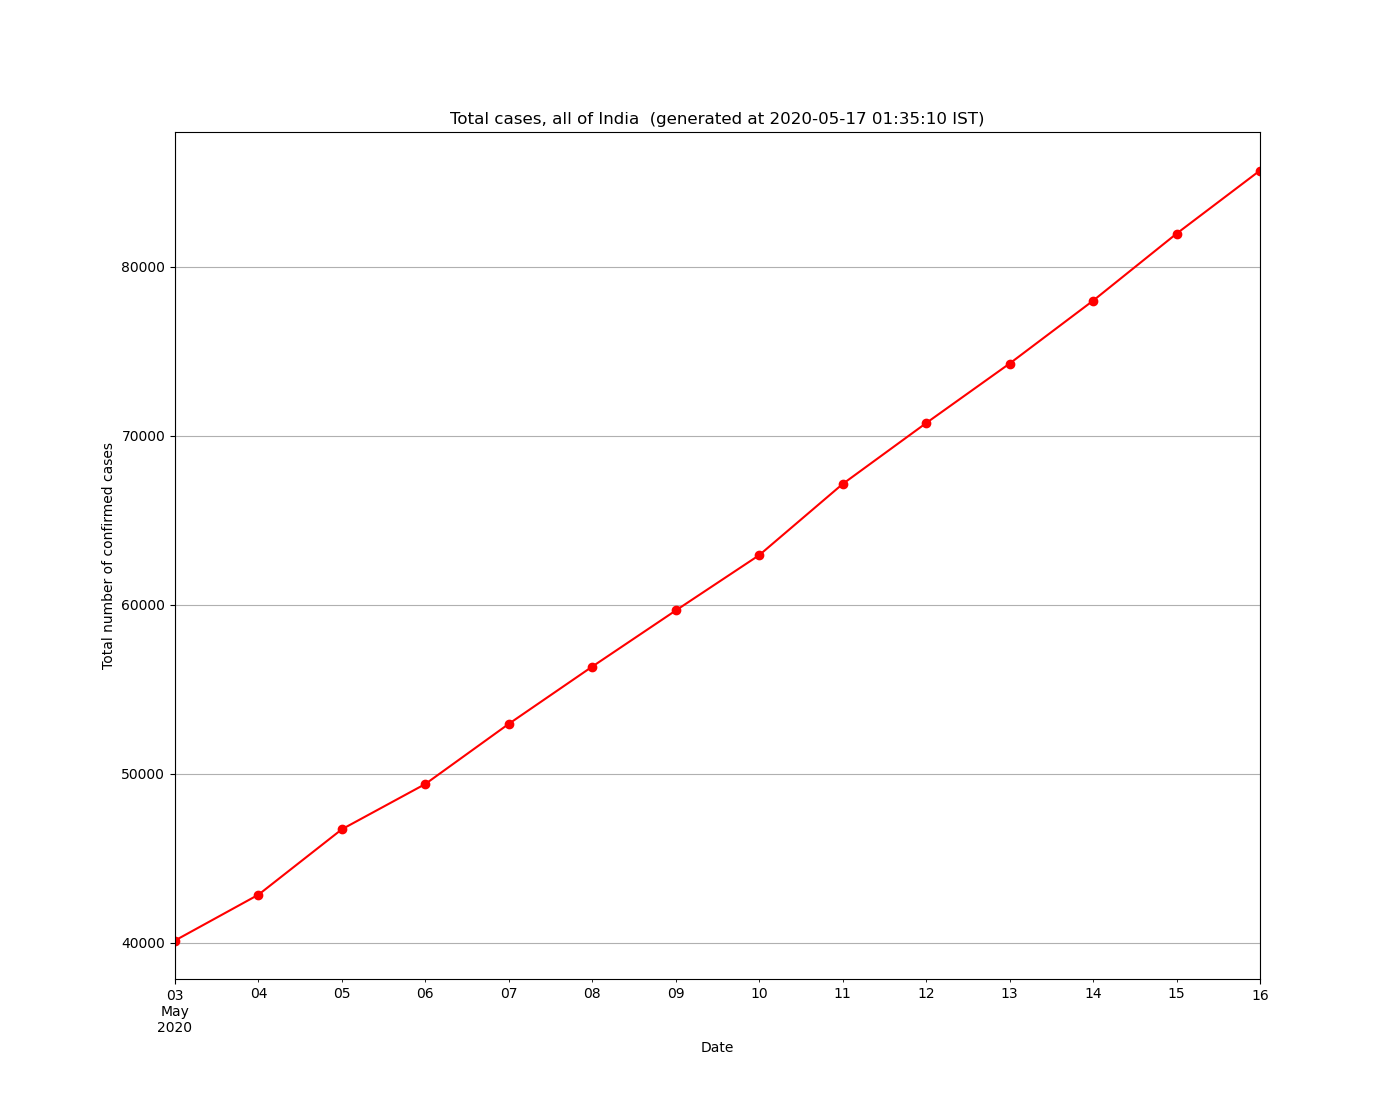 Total cases, all of India  (generated at 2020-05-17 01:35:10 IST)
80000
70000
60000
50000
40000
Total number of confirmed cases
03 04 05 06 07 08 09 10 11 12 13 14 15 16
May
2020
Date